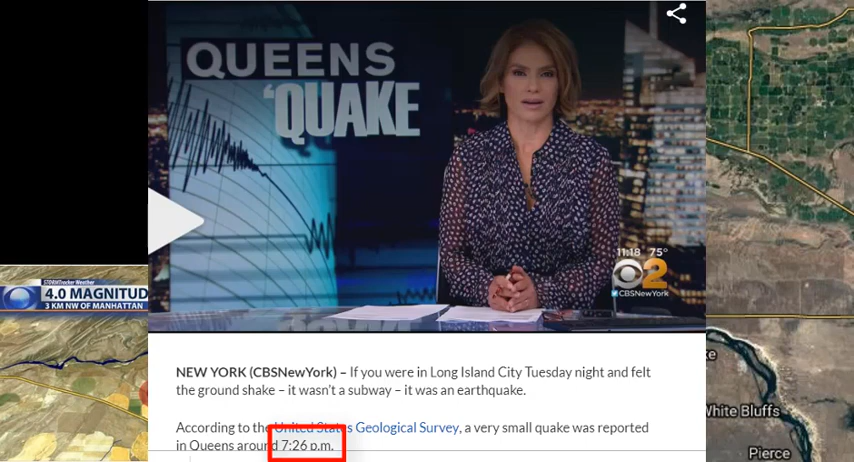 QUEENS
'QUAKE
11:18 75°
2
@CBSNewYork
STORMTracker Weather
4.0 MAGNITUD
3 KM NW OF MANHATTAN
NEW YORK (CBSNewYork) – If you were in Long Island City Tuesday night and felt
the ground shake – it wasn't a subway – it was an earthquake.
According to the United States Geological Survey, a very small quake was reported
in Queens around 7:26 p.m.
ke
White Bluffs
Pierce